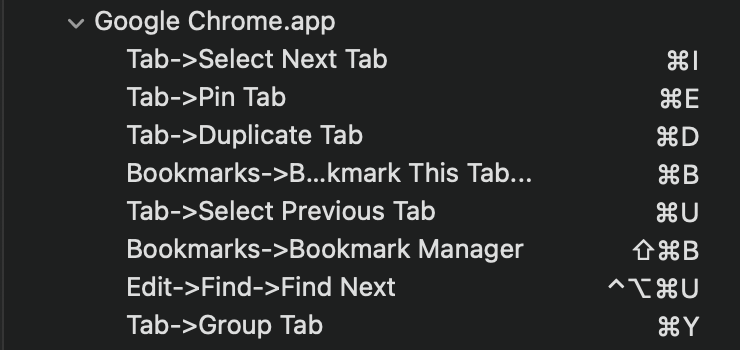 Google Chrome.app
Tab->Select Next Tab ⌘I
Tab->Pin Tab ⌘E
Tab->Duplicate Tab ⌘D
Bookmarks->B...kmark This Tab... ⌘B
Tab->Select Previous Tab ⌘U
Bookmarks->Bookmark Manager ⇧⌘B
Edit->Find->Find Next ^⌥⌘U
Tab->Group Tab ⌘Y